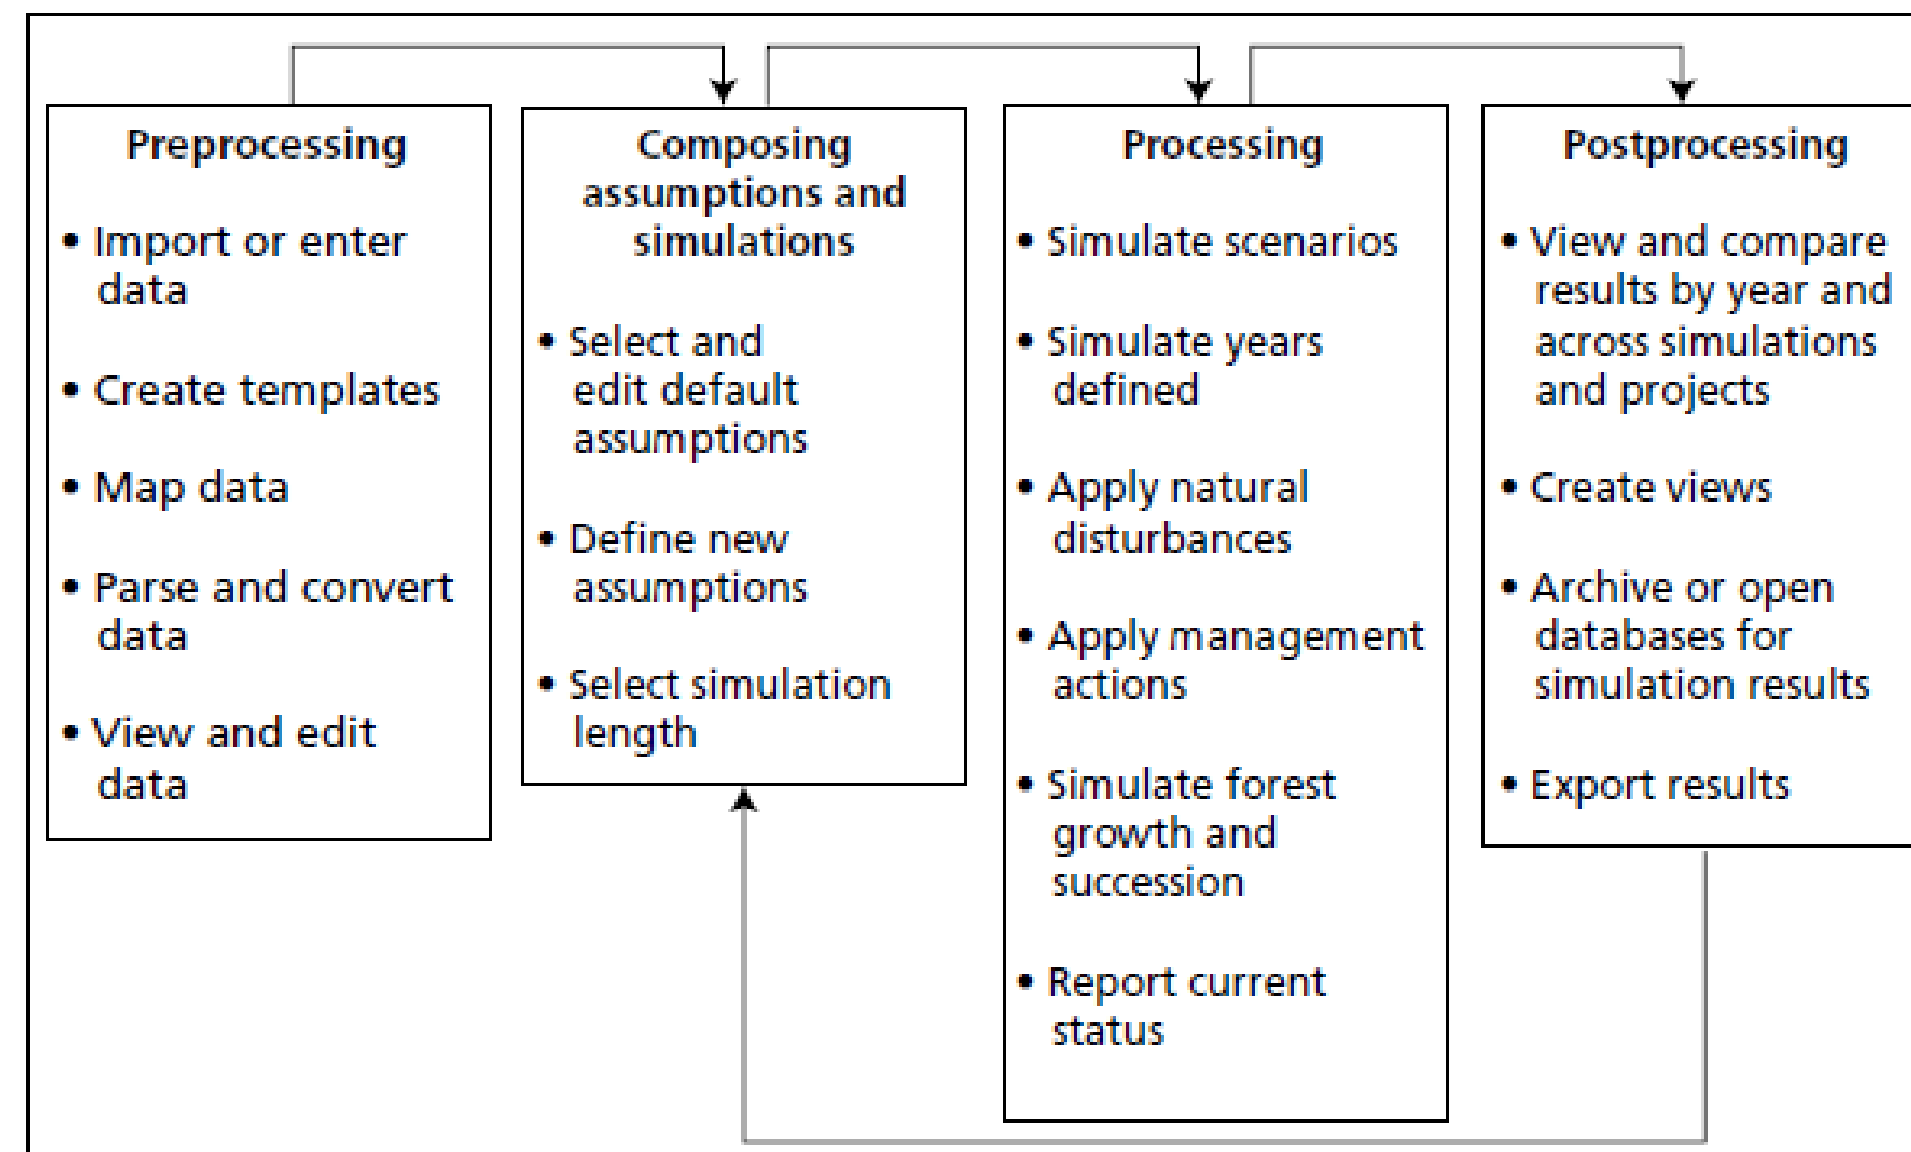 Preprocessing
• Import or enter
data
• Create templates
• Map data
• Parse and convert
data
• View and edit
data
Composing
assumptions and
simulations
• Select and
edit default
assumptions
• Define new
assumptions
• Select simulation
length
Processing
• Simulate scenarios
• Simulate years
defined
• Apply natural
disturbances
• Apply management
actions
• Simulate forest
growth and
succession
• Report current
status
Postprocessing
• View and compare
results by year and
across simulations
and projects
• Create views
• Archive or open
databases for
simulation results
• Export results